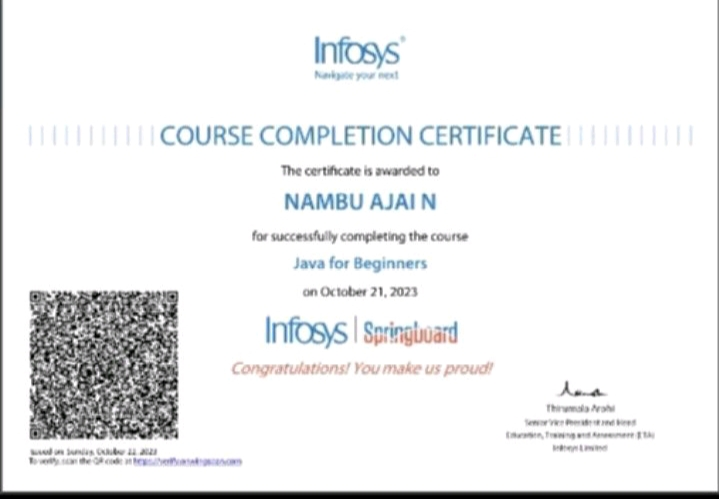 Infosys®
Navigate your next
COURSE COMPLETION CERTIFICATE
The certificate is awarded to
NAMBU AJAI N
for successfully completing the course
Java for Beginners
on October 21, 2023
Infosys | Springboard
Congratulations! You make us proud!
Thirumala Arohi
Senior Vice President and Head
Education, Training and Assessment (ETA)
Infosys Limited
Issued on: Sunday, October 22, 2023
To verify, scan the QR code at https://verify.onwingspan.com